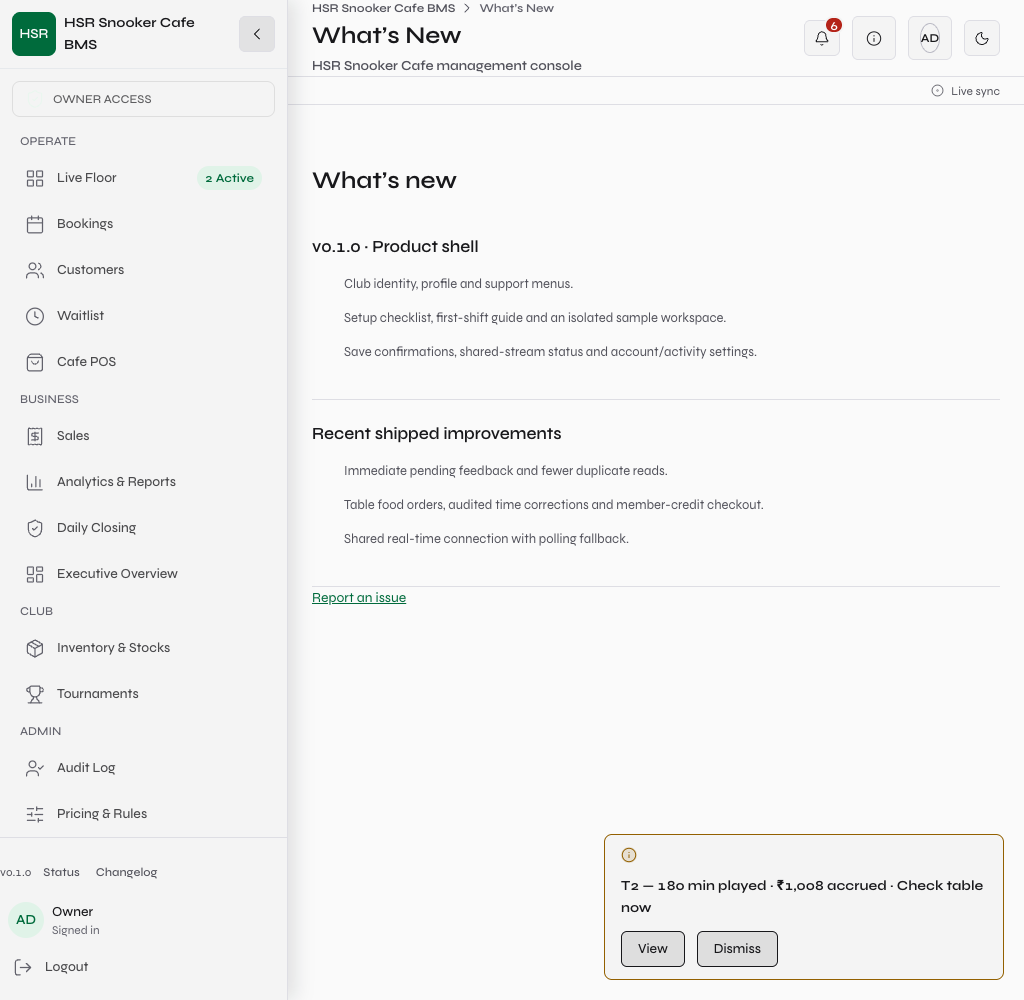 HSR
HSR Snooker Cafe
BMS
OWNER ACCESS
OPERATE
Live Floor
2 Active
Bookings
Customers
Waitlist
Cafe POS
BUSINESS
Sales
Analytics & Reports
Daily Closing
Executive Overview
CLUB
Inventory & Stocks
Tournaments
ADMIN
Audit Log
Pricing & Rules
v0.1.0 Status Changelog
AD
Owner
Signed in
Logout
HSR Snooker Cafe BMS > What's New
What's New
HSR Snooker Cafe management console
6
AD
Live sync
What's new
v0.1.0 · Product shell
Club identity, profile and support menus.
Setup checklist, first-shift guide and an isolated sample workspace.
Save confirmations, shared-stream status and account/activity settings.
Recent shipped improvements
Immediate pending feedback and fewer duplicate reads.
Table food orders, audited time corrections and member-credit checkout.
Shared real-time connection with polling fallback.
Report an issue
T2 — 180 min played · ₹1,008 accrued · Check table
now
View
Dismiss